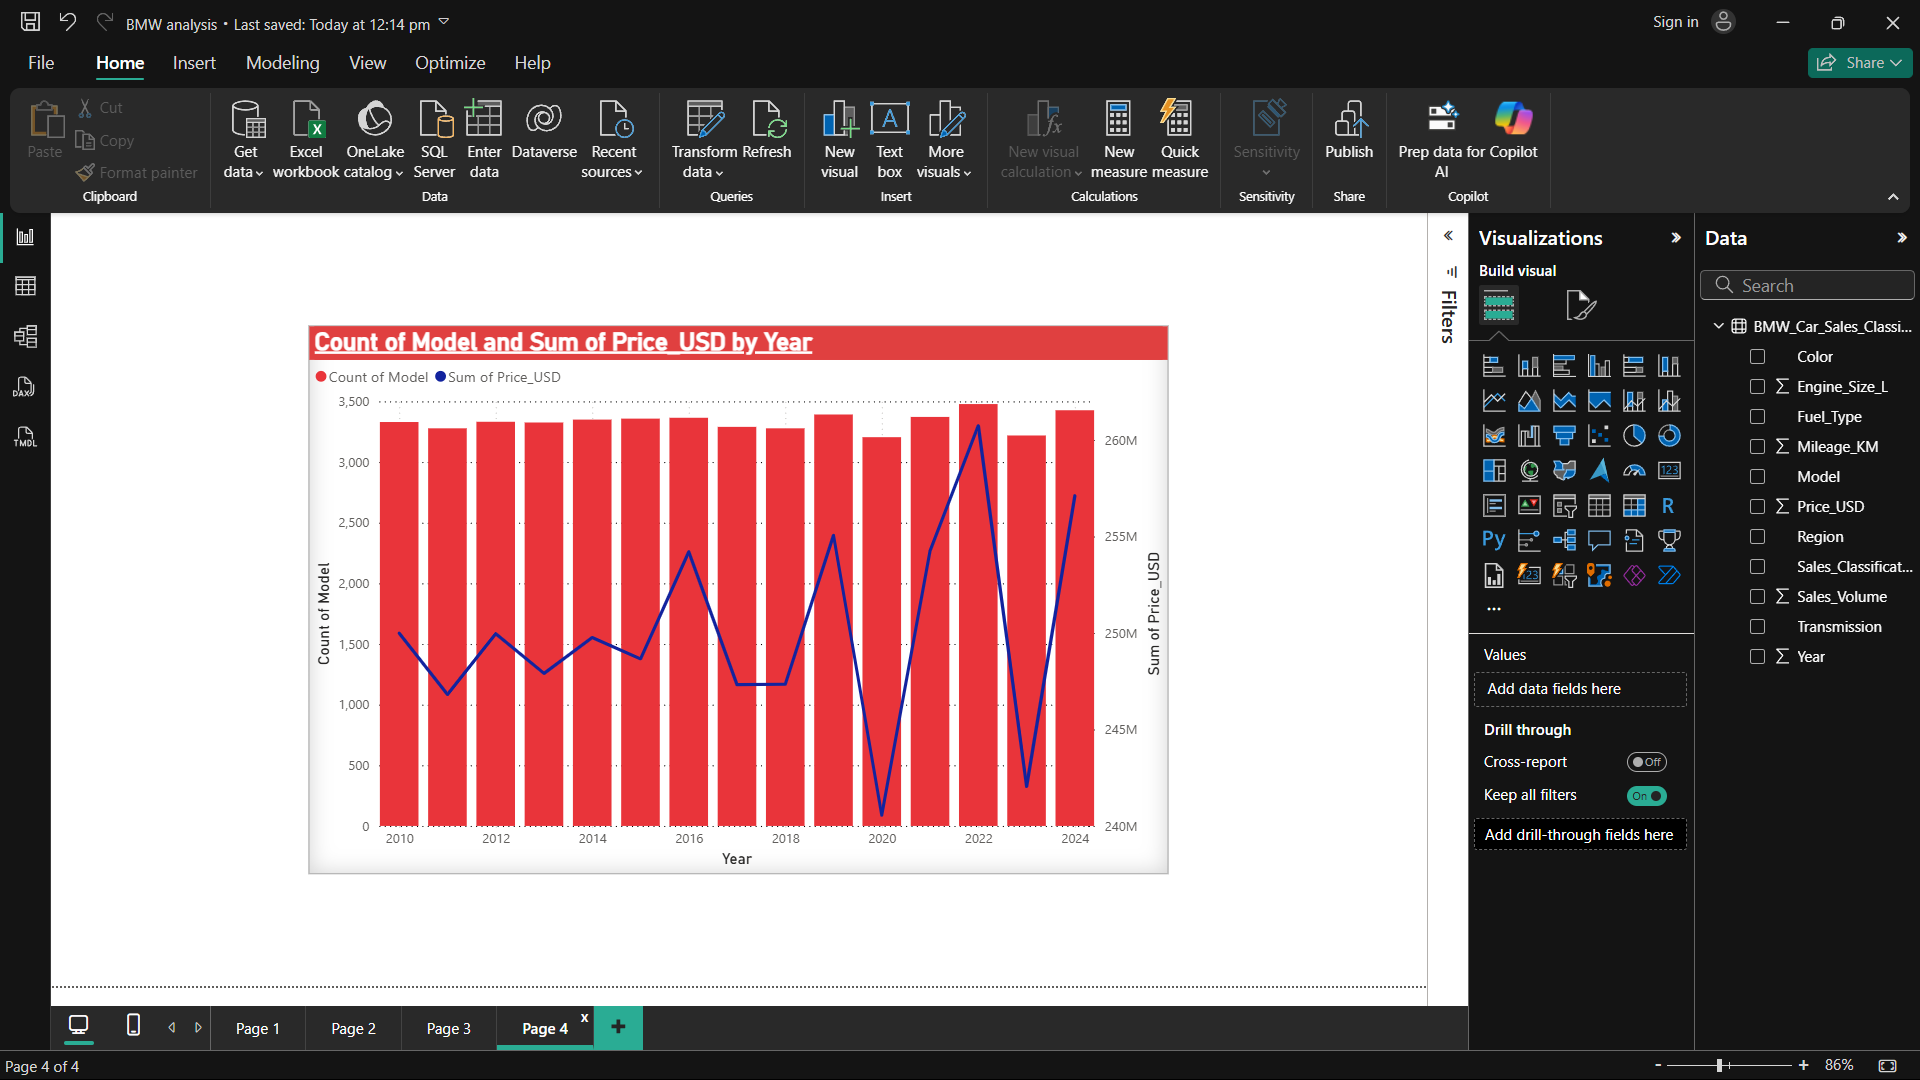 BMW analysis • Last saved: Today at 12:14 pm
Sign in
File Home Insert Modeling View Optimize Help
Share
Paste
Cut
Copy
Format painter
Clipboard
Get data
Excel workbook
OneLake catalog
SQL Server
Enter data
Dataverse
Recent sources
Data
Transform data
Refresh
Queries
New visual
Text box
More visuals
Insert
New visual calculation
New measure
Quick measure
Calculations
Sensitivity
Sensitivity
Publish
Share
Prep data for AI
Copilot
Copilot
DAX
TMDL
Count of Model and Sum of Price_USD by Year
Count of Model Sum of Price_USD
3,500
3,000
2,500
2,000
1,500
1,000
500
0
Count of Model
260M
255M
250M
245M
240M
Sum of Price_USD
2010 2012 2014 2016 2018 2020 2022 2024
Year
Filters
Visualizations
Build visual
123
R
Py
123
Values
Add data fields here
Drill through
Cross-report
Off
Keep all filters
On
Add drill-through fields here
Data
Search
BMW_Car_Sales_Classi...
Color
Engine_Size_L
Fuel_Type
Mileage_KM
Model
Price_USD
Region
Sales_Classificat...
Sales_Volume
Transmission
Year
Page 1 Page 2 Page 3 Page 4 x +
Page 4 of 4
- + 86%